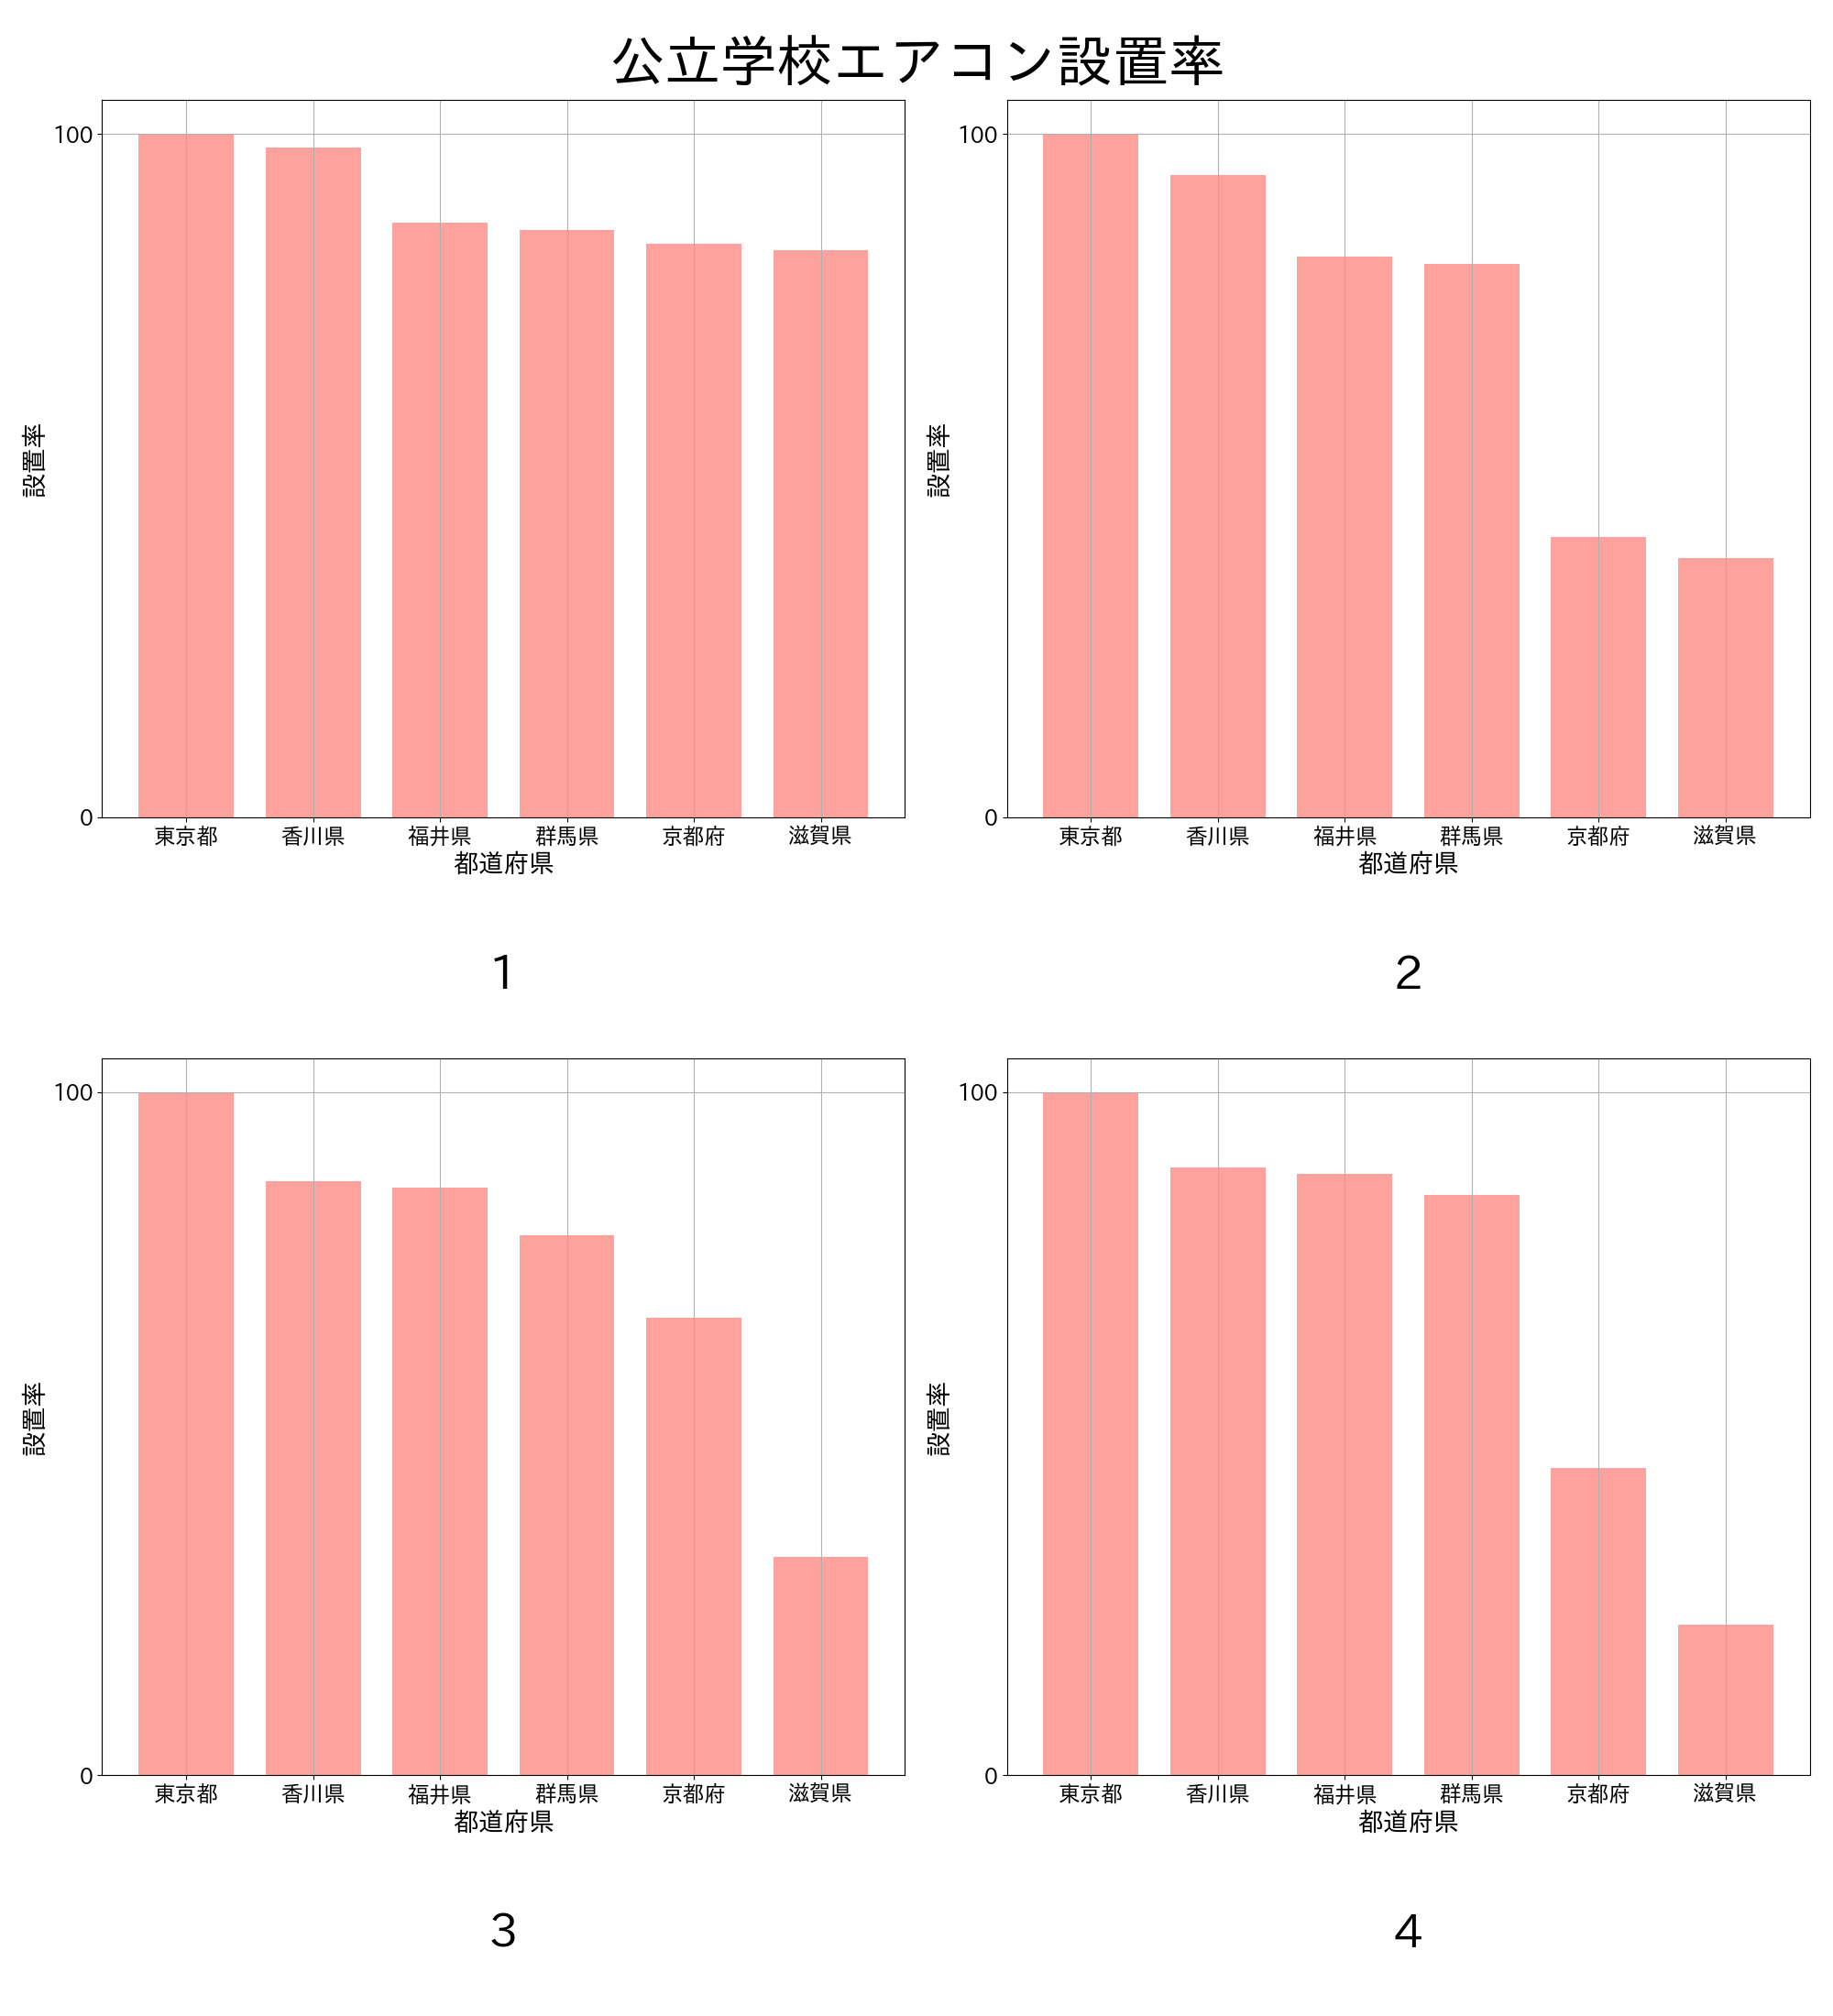 公立学校エアコン設置率
100
0
設置率
東京都 香川県 福井県 群馬県 京都府 滋賀県
都道府県
1
100
0
設置率
東京都 香川県 福井県 群馬県 京都府 滋賀県
都道府県
2
100
0
設置率
東京都 香川県 福井県 群馬県 京都府 滋賀県
都道府県
3
100
0
設置率
東京都 香川県 福井県 群馬県 京都府 滋賀県
都道府県
4